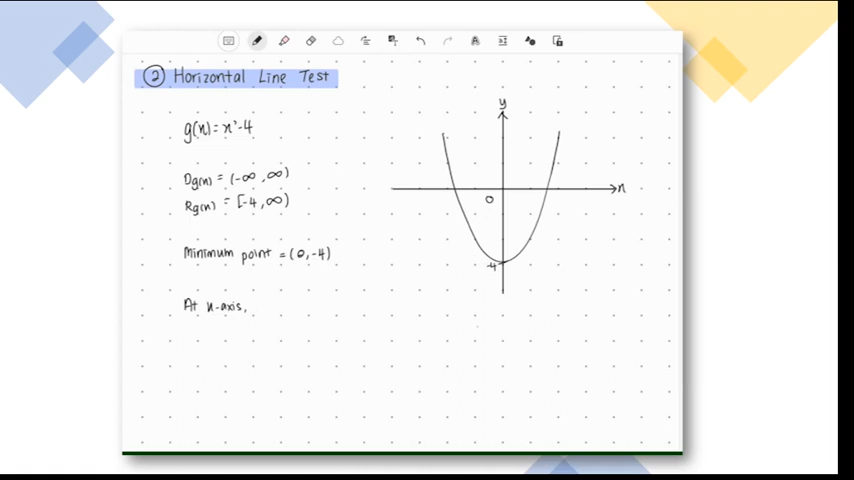 ② Horizontal Line Test
g(x) = x² - 4
Dg(x) = (-∞, ∞)
Rg(x) = [-4, ∞)
Minimum point = (0, -4)
At x-axis,
y
x
0
-4